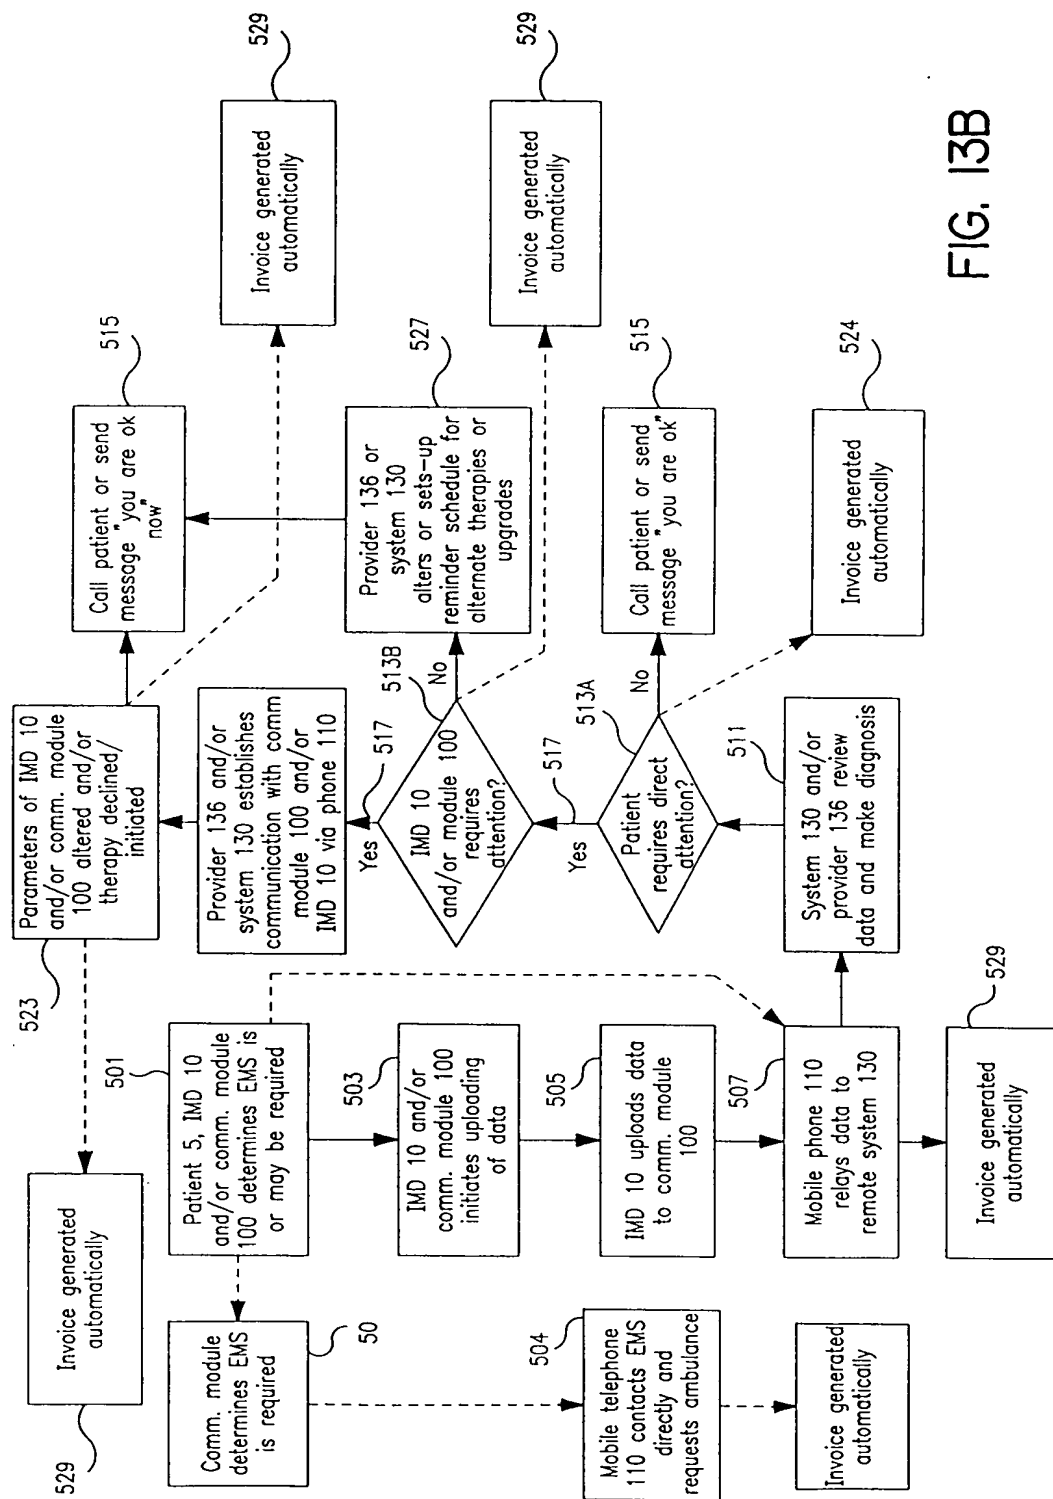 529
Invoice generated
automatically
523
Parameters of IMD 10
and/or comm. module
100 altered and/or
therapy declined/
initiated
515
Call patient or send
message "you are ok
now"
529
Invoice generated
automatically
Comm. module
determines EMS
is required
50
501
Patient 5, IMD 10
and/or comm. module
100 determines EMS is
or may be required
Provider 136 and/or
system 130 establishes
communication with comm
module 100 and/or
IMD 10 via phone 110
517
Yes
503
IMD 10 and/or
comm. module 100
initiates uploading
of data
513B
IMD 10
and/or module 100
requires
attention?
No
527
Provider 136 or
system 130
alters or sets-up
reminder schedule for
alternate therapies or
upgrades
529
Invoice generated
automatically
504
Mobile telephone
110 contacts EMS
directly and
requests ambulance
505
IMD 10 uploads data
to comm. module
100
517
Yes
513A
Patient
requires direct
attention?
No
515
Call patient or send
message "you are ok"
Invoice generated
automatically
507
Mobile phone 110
relays data to
remote system 130
511
System 130 and/or
provider 136 review
data and make diagnosis
524
Invoice generated
automatically
529
Invoice generated
automatically
FIG. 13B